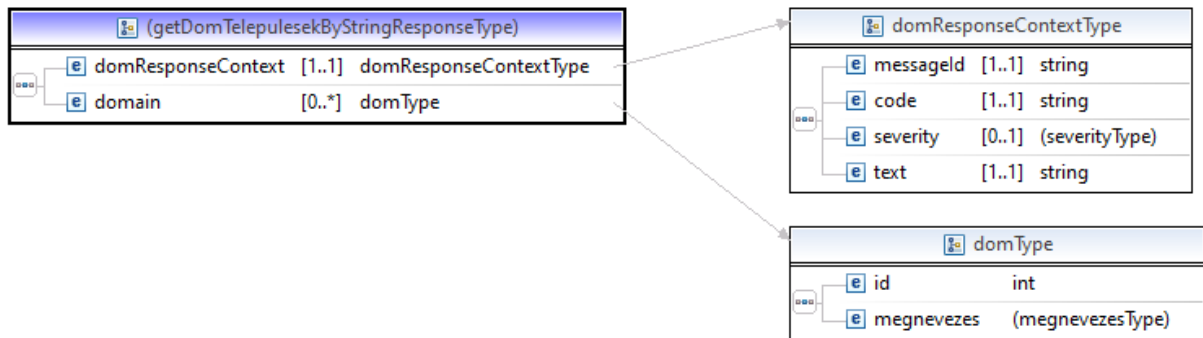 (getDomTelepulesekByStringResponseType)
e domResponseContext [1..1] domResponseContextType
e domain [0..*] domType
domResponseContextType
e messageId [1..1] string
e code [1..1] string
e severity [0..1] (severityType)
e text [1..1] string
domType
e id int
e megnevezes (megnevezesType)